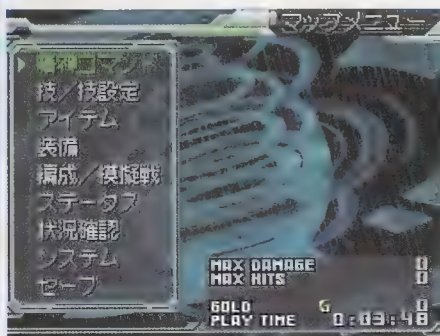 マップメニュー
技/技設定
アイテム
装備
編成/模擬戦
ステータス
状況確認
システム
セーブ
MAX DAMAGE 0
MAX HITS 0
GOLD G 0
PLAY TIME 0:03:48